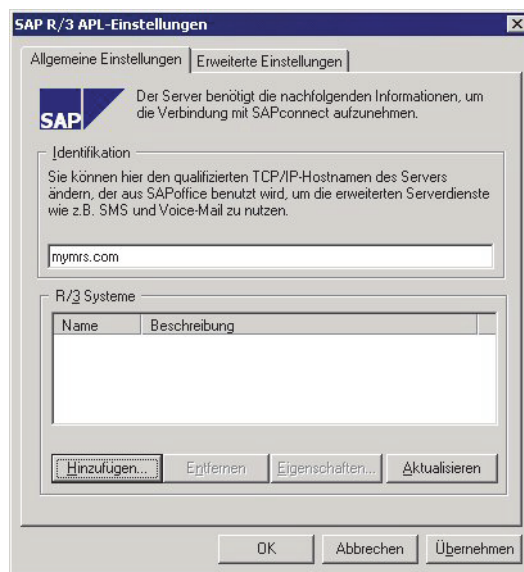 SAP R/3 APL-Einstellungen
Allgemeine Einstellungen
Erweiterte Einstellungen
SAP
Der Server benötigt die nachfolgenden Informationen, um
die Verbindung mit SAPconnect aufzunehmen.
Identifikation
Sie können hier den qualifizierten TCP/IP-Hostnamen des Servers
ändern, der aus SAPoffice benutzt wird, um die erweiterten Serverdienste
wie z.B. SMS und Voice-Mail zu nutzen.
mymrs.com
R/3 Systeme
Name Beschreibung
Hinzufügen... Entfernen Eigenschaften... Aktualisieren
OK Abbrechen Übernehmen